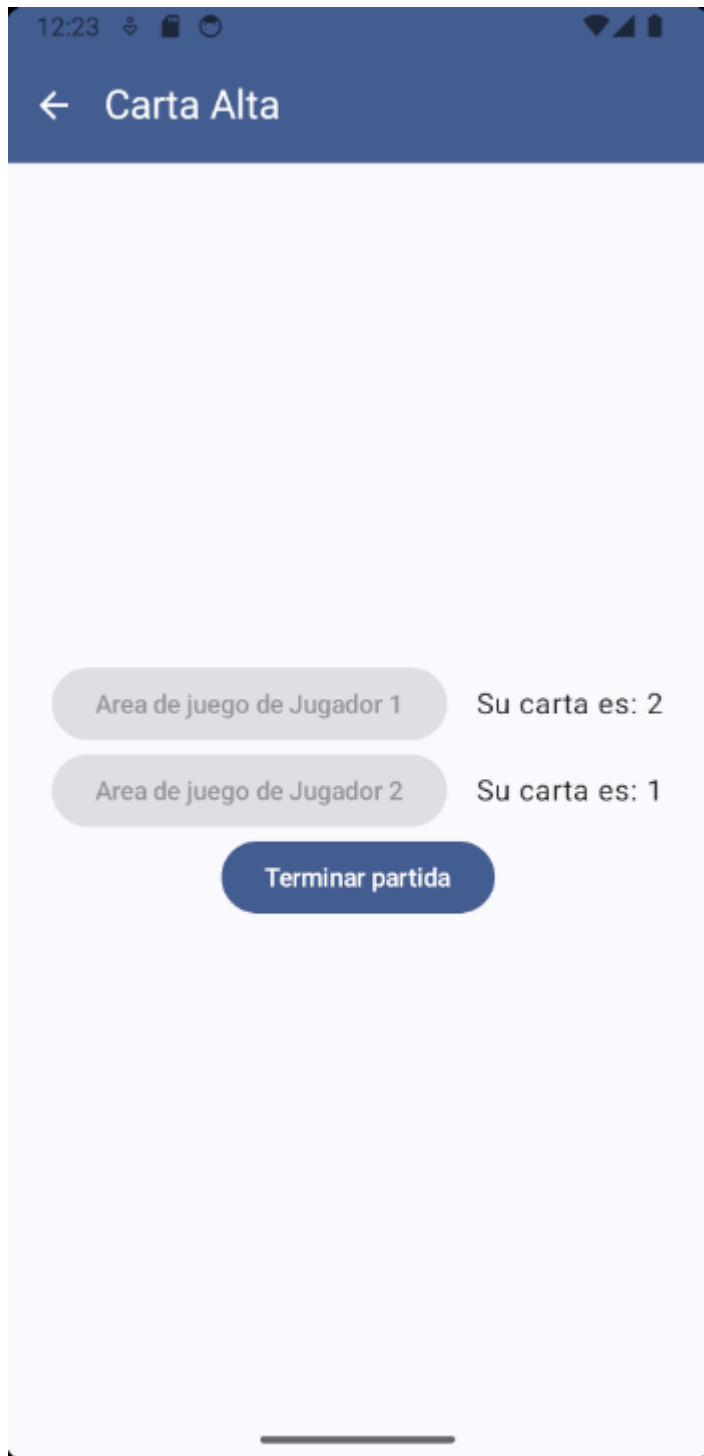 12:23
Carta Alta
Area de juego de Jugador 1 Su carta es: 2
Area de juego de Jugador 2 Su carta es: 1
Terminar partida